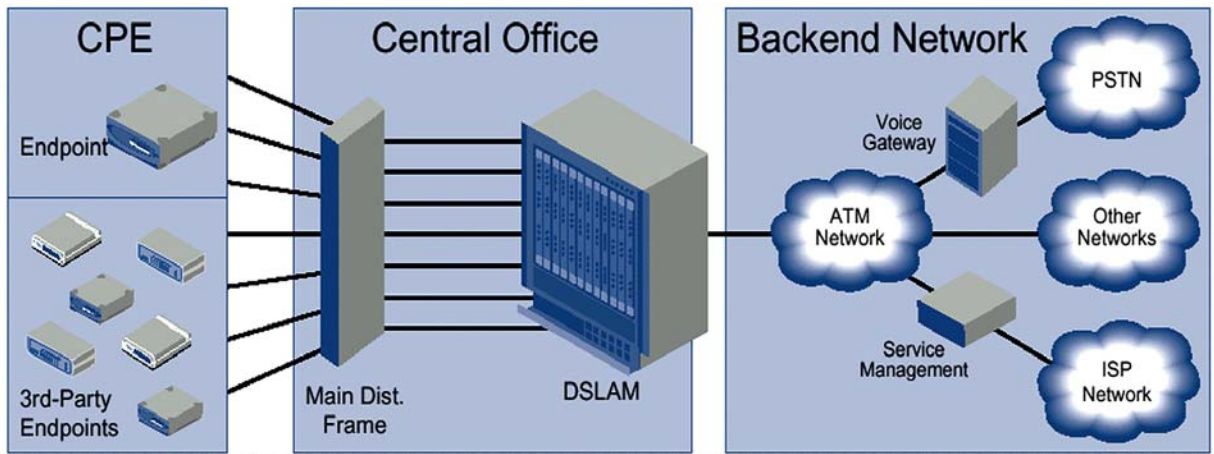 CPE
Endpoint
3rd-Party
Endpoints
Central Office
Main Dist.
Frame
DSLAM
Backend Network
PSTN
Voice
Gateway
ATM
Network
Other
Networks
Service
Management
ISP
Network